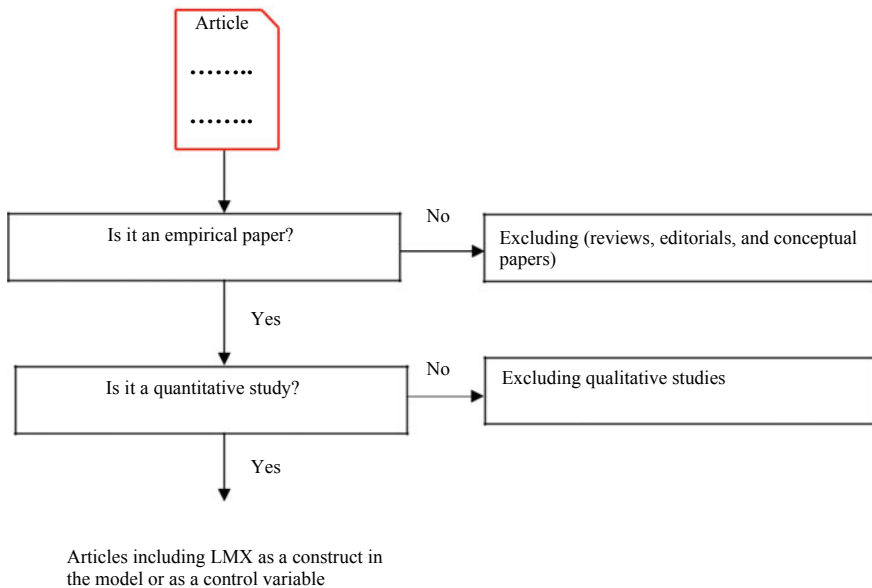 Article
........
........
Is it an empirical paper?
No
Excluding (reviews, editorials, and conceptual
papers)
Yes
Is it a quantitative study?
No
Excluding qualitative studies
Yes
Articles including LMX as a construct in
the model or as a control variable